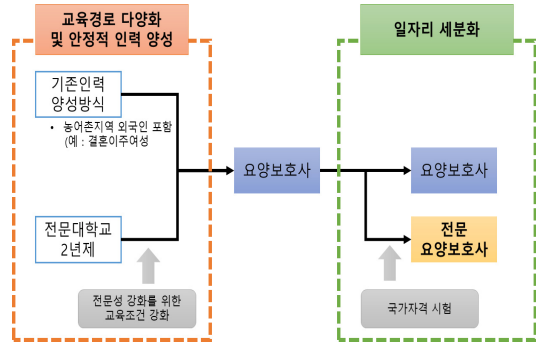 교육경로 다양화
및 안정적 인력 양성
일자리 세분화
기존인력
양성방식
• 농어촌지역 외국인 포함
(예 : 결혼이주여성
요양보호사
요양보호사
전문대학교
2년제
전문
요양보호사
전문성 강화를 위한
교육조건 강화
국가자격 시험